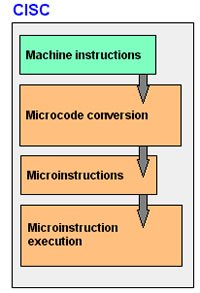 CISC
Machine instructions
Microcode conversion
Microinstructions
Microinstruction
execution